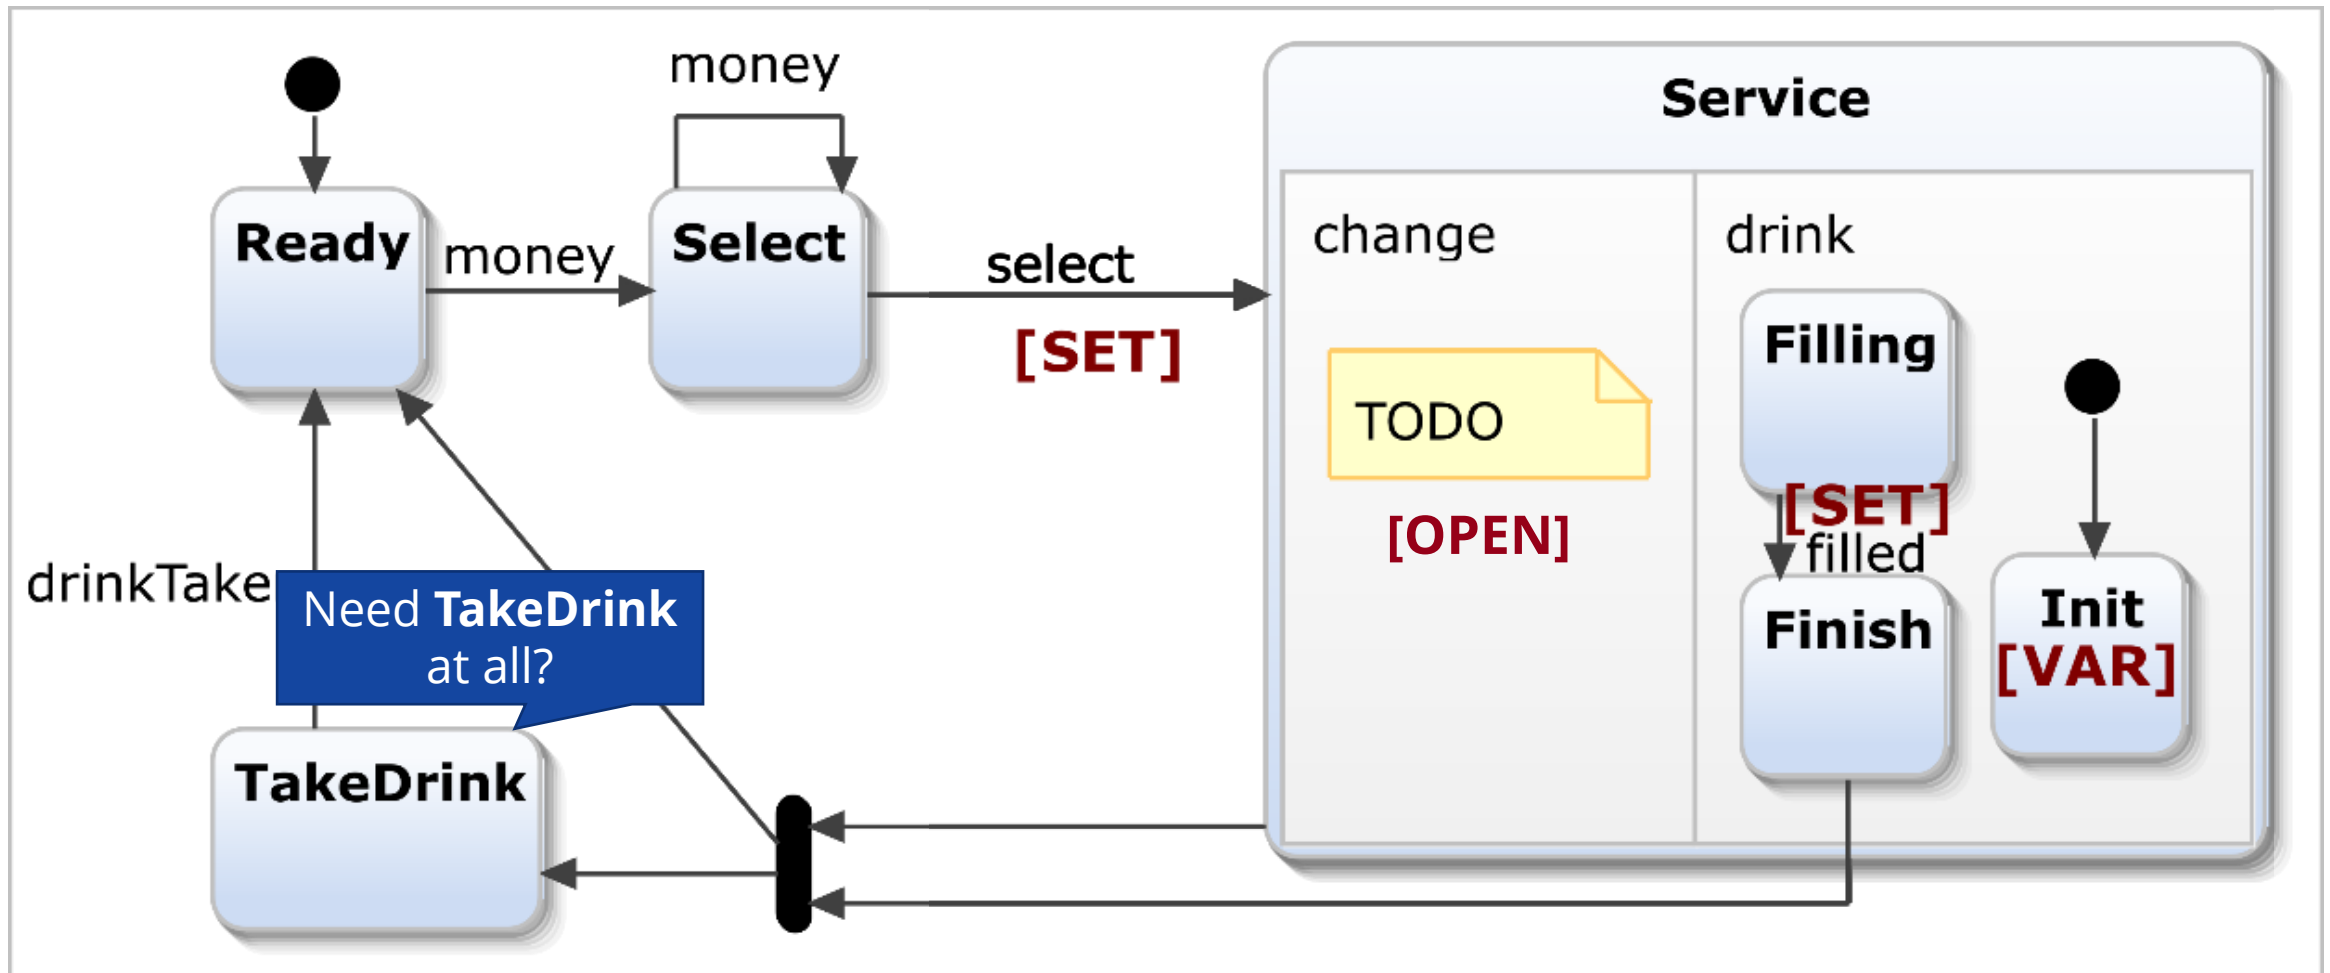 money
Service
Ready
money
Select
select
[SET]
change
drink
Filling
TODO
[OPEN]
[SET]
filled
Finish
Init
[VAR]
drinkTake
Need TakeDrink
at all?
TakeDrink